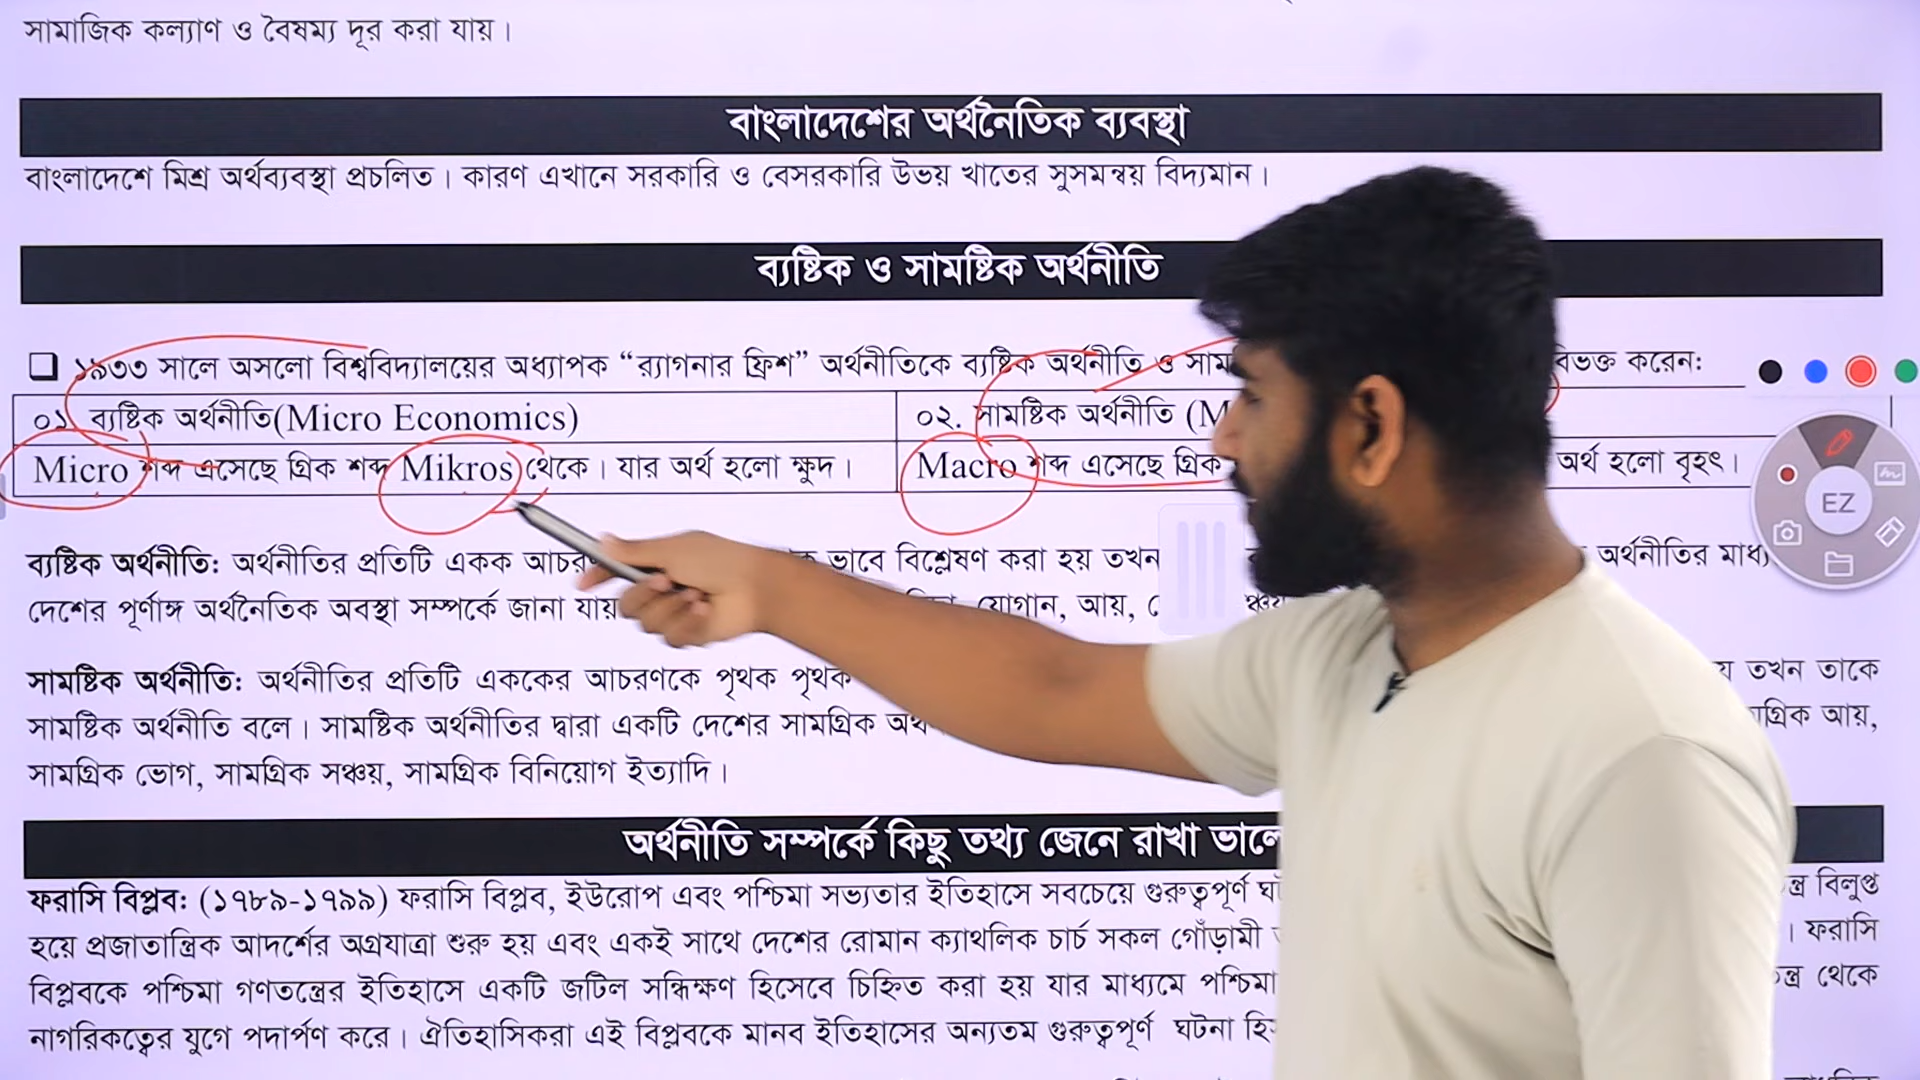 সামাজিক কল্যাণ ও বৈষম্য দূর করা যায়।
বাংলাদেশের অর্থনৈতিক ব্যবস্থা
বাংলাদেশে মিশ্র অর্থব্যবস্থা প্রচলিত। কারণ এখানে সরকারি ও বেসরকারি উভয় খাতের সুসমন্বয় বিদ্যমান।
ব্যষ্টিক ও সামষ্টিক অর্থনীতি
❑ ১৯৩৩ সালে অসলো বিশ্ববিদ্যালয়ের অধ্যাপক “র‍্যাগনার ফ্রিশ” অর্থনীতিকে ব্যষ্টিক অর্থনীতি ও বিভক্ত করেন:
০১. ব্যষ্টিক অর্থনীতি(Micro Economics)
০২. সামষ্টিক অর্থনীতি
Micro শব্দ এসেছে গ্রিক শব্দ Mikros থেকে। যার অর্থ হলো ক্ষুদ।
Macro শব্দ এসেছে গ্রিক অর্থ হলো বৃহৎ।
EZ
ব্যষ্টিক অর্থনীতি: অর্থনীতির প্রতিটি একক ভাবে বিশ্লেষণ করা হয় তখন অর্থনীতির
দেশের পূর্ণাঙ্গ অর্থনৈতিক অবস্থা সম্পর্কে জানা যায় যোগান, আয়,
সামষ্টিক অর্থনীতি: অর্থনীতির প্রতিটি এককের আচরণকে পৃথক পৃথক তখন তাকে
সামষ্টিক অর্থনীতি বলে। সামষ্টিক অর্থনীতির দ্বারা একটি দেশের সামগ্রিক আয়,
সামগ্রিক ভোগ, সামগ্রিক সঞ্চয়, সামগ্রিক বিনিয়োগ ইত্যাদি।
অর্থনীতি সম্পর্কে কিছু তথ্য জেনে রাখা
ফরাসি বিপ্লব: (১৭৮৯-১৭৯৯) ফরাসি বিপ্লব, ইউরোপ এবং পশ্চিমা সভ্যতার ইতিহাসে সবচেয়ে গুরুত্বপূর্ণ বিলুপ্ত
হয়ে প্রজাতান্ত্রিক আদর্শের অগ্রযাত্রা শুরু হয় এবং একই সাথে দেশের রোমান ক্যাথলিক চার্চ সকল গোঁড়ামী । ফরাসি
বিপ্লবকে পশ্চিমা গণতন্ত্রের ইতিহাসে একটি জটিল সন্ধিক্ষণ হিসেবে চিহ্নিত করা হয় যার মাধ্যমে পশ্চিমা থেকে
নাগরিকত্বের যুগে পদার্পণ করে। ঐতিহাসিকরা এই বিপ্লবকে মানব ইতিহাসের অন্যতম গুরুত্বপূর্ণ ঘটনা